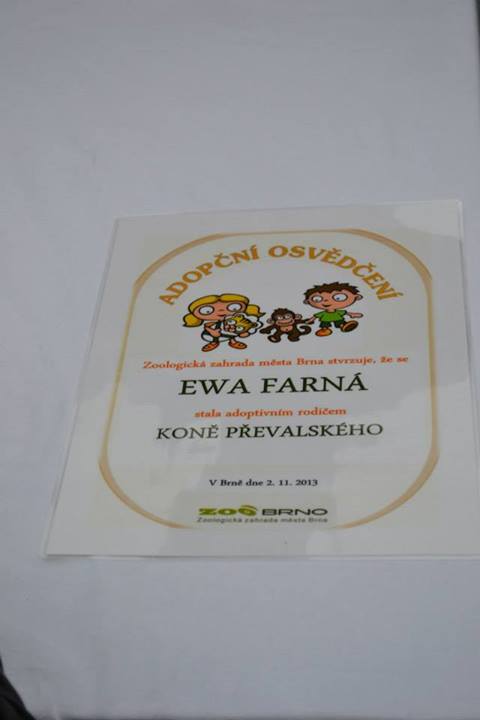 ADOPČNÍ OSVĚDČENÍ
Zoologická zahrada města Brna stvrzuje, že se
EWA FARNÁ
stala adoptivním rodičem
KONĚ PŘEVALSKÉHO
V Brně dne 2. 11. 2013
ZOO BRNO
Zoologická zahrada města Brna